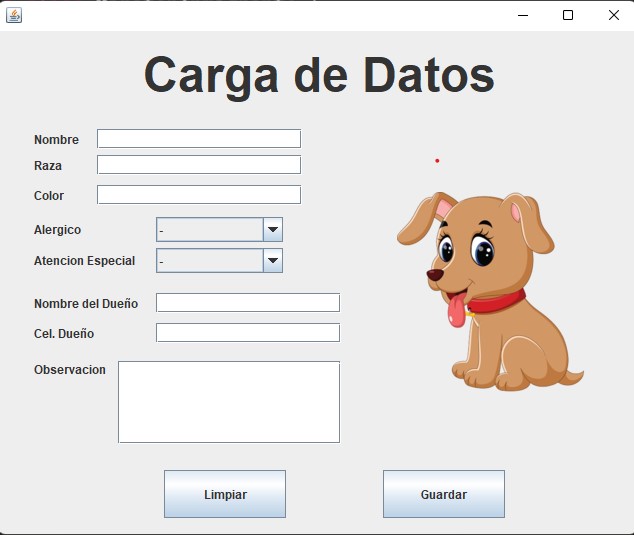 Carga de Datos
Nombre
Raza
Color
Alergico -
Atencion Especial -
Nombre del Dueño
Cel. Dueño
Observacion
Limpiar Guardar